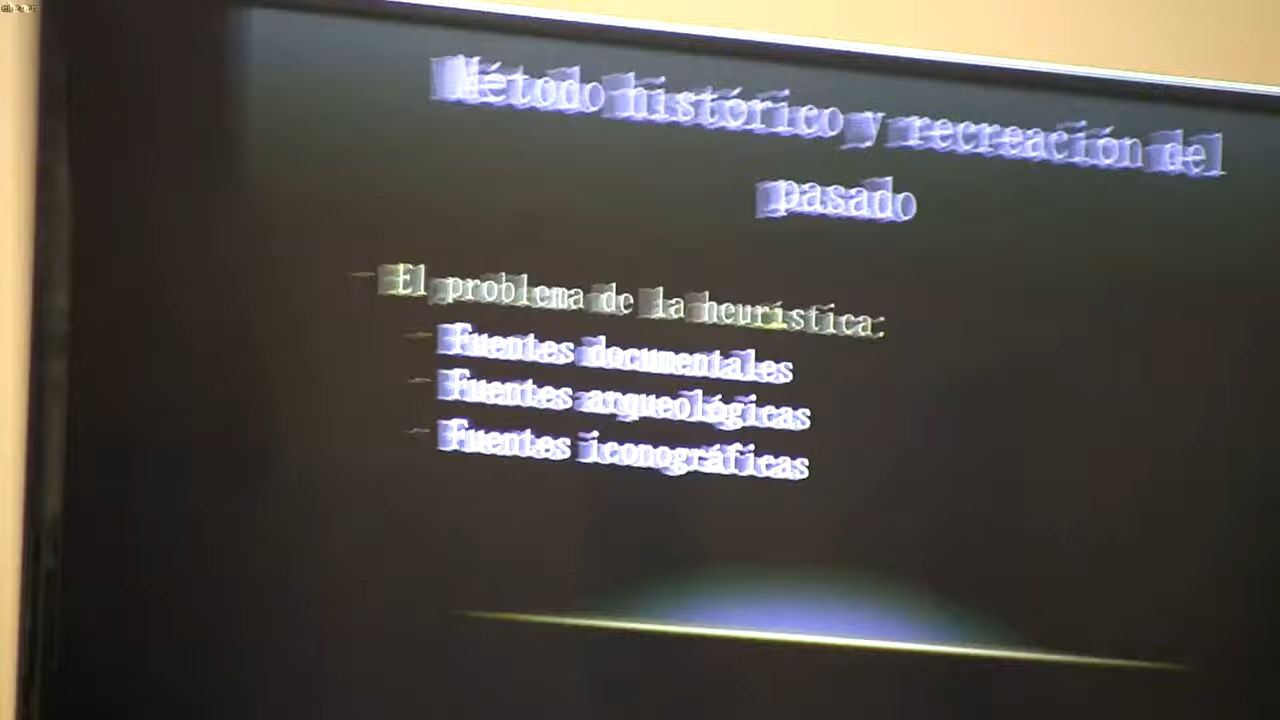 Método histórico y recreación del
pasado
– El problema de la heurística:
– Fuentes documentales
– Fuentes arqueológicas
– Fuentes iconográficas